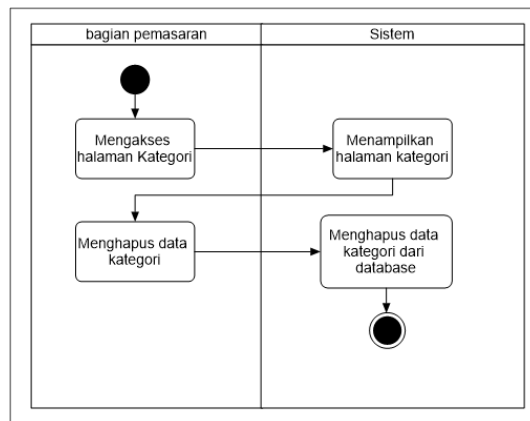 bagian pemasaran
Sistem
Mengakses
halaman Kategori
Menampilkan
halaman kategori
Menghapus data
kategori
Menghapus data
kategori dari
database